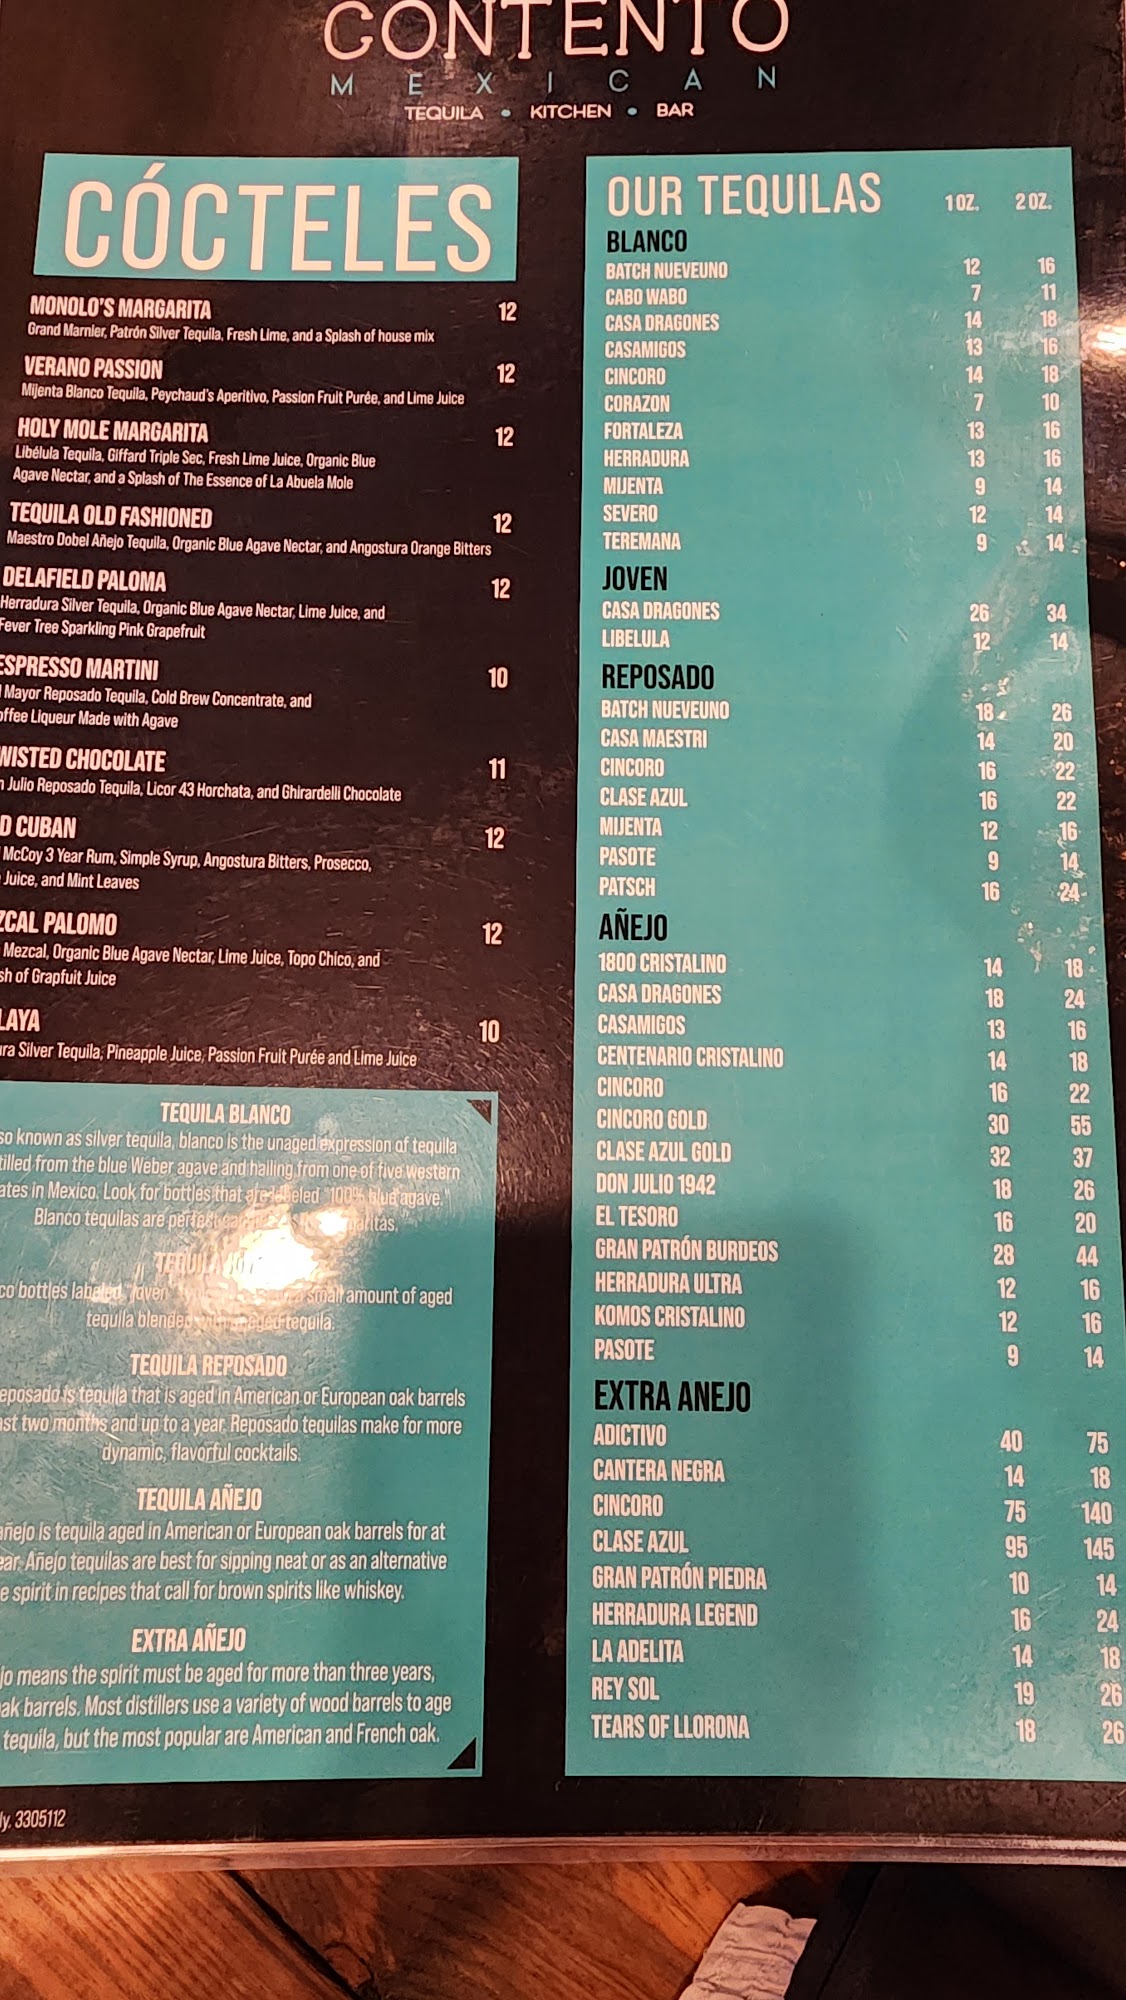 CONTENTO
MEXICAN
TEQUILA • KITCHEN • BAR
CÓCTELES
MONOLO'S MARGARITA 12
Grand Marnier, Patrón Silver Tequila, Fresh Lime, and a Splash of house mix
VERANO PASSION 12
Mijenta Blanco Tequila, Peychaud's Aperitivo, Passion Fruit Purée, and Lime Juice
HOLY MOLE MARGARITA 12
Libélula Tequila, Giffard Triple Sec, Fresh Lime Juice, Organic Blue
Agave Nectar, and a Splash of The Essence of La Abuela Mole
TEQUILA OLD FASHIONED 12
Maestro Dobel Añejo Tequila, Organic Blue Agave Nectar, and Angostura Orange Bitters
DELAFIELD PALOMA 12
Herradura Silver Tequila, Organic Blue Agave Nectar, Lime Juice, and
Fever Tree Sparkling Pink Grapefruit
ESPRESSO MARTINI 10
Mayor Reposado Tequila, Cold Brew Concentrate, and
offee Liqueur Made with Agave
WISTED CHOCOLATE 11
Julio Reposado Tequila, Licor 43 Horchata, and Ghirardelli Chocolate
D CUBAN 12
McCoy 3 Year Rum, Simple Syrup, Angostura Bitters, Prosecco,
Juice, and Mint Leaves
ZCAL PALOMO 12
Mezcal, Organic Blue Agave Nectar, Lime Juice, Topo Chico, and
sh of Grapfuit Juice
LAYA 10
ra Silver Tequila, Pineapple Juice, Passion Fruit Purée and Lime Juice
TEQUILA BLANCO
so known as silver tequila, blanco is the unaged expression of tequila
tilled from the blue Weber agave and hailing from one of five western
ates in Mexico. Look for bottles that are labeled "100% blue agave."
Blanco tequilas are perfect
TEQUILA
co bottles labeled "joven" small amount of aged
tequila blended with unaged tequila.
TEQUILA REPOSADO
eposado is tequila that is aged in American or European oak barrels
ast two months and up to a year. Reposado tequilas make for more
dynamic, flavorful cocktails.
TEQUILA AÑEJO
añejo is tequila aged in American or European oak barrels for at
ear. Añejo tequilas are best for sipping neat or as an alternative
e spirit in recipes that call for brown spirits like whiskey.
EXTRA AÑEJO
jo means the spirit must be aged for more than three years,
ak barrels. Most distillers use a variety of wood barrels to age
tequila, but the most popular are American and French oak.
ly. 3305112
OUR TEQUILAS 1 OZ. 2 OZ.
BLANCO
BATCH NUEVEUNO 12 16
CABO WABO 7 11
CASA DRAGONES 14 18
CASAMIGOS 13 16
CINCORO 14 18
CORAZON 7 10
FORTALEZA 13 16
HERRADURA 13 16
MIJENTA 9 14
SEVERO 12 14
TEREMANA 9 14
JOVEN
CASA DRAGONES 26 34
LIBELULA 12 14
REPOSADO
BATCH NUEVEUNO 18 26
CASA MAESTRI 14 20
CINCORO 16 22
CLASE AZUL 16 22
MIJENTA 12 16
PASOTE 9 14
PATSCH 16 24
AÑEJO
1800 CRISTALINO 14 18
CASA DRAGONES 18 24
CASAMIGOS 13 16
CENTENARIO CRISTALINO 14 18
CINCORO 16 22
CINCORO GOLD 30 55
CLASE AZUL GOLD 32 37
DON JULIO 1942 18 26
EL TESORO 16 20
GRAN PATRÓN BURDEOS 28 44
HERRADURA ULTRA 12 16
KOMOS CRISTALINO 12 16
PASOTE 9 14
EXTRA ANEJO
ADICTIVO 40 75
CANTERA NEGRA 14 18
CINCORO 75 140
CLASE AZUL 95 145
GRAN PATRÓN PIEDRA 10 14
HERRADURA LEGEND 16 24
LA ADELITA 14 18
REY SOL 19 26
TEARS OF LLORONA 18 26